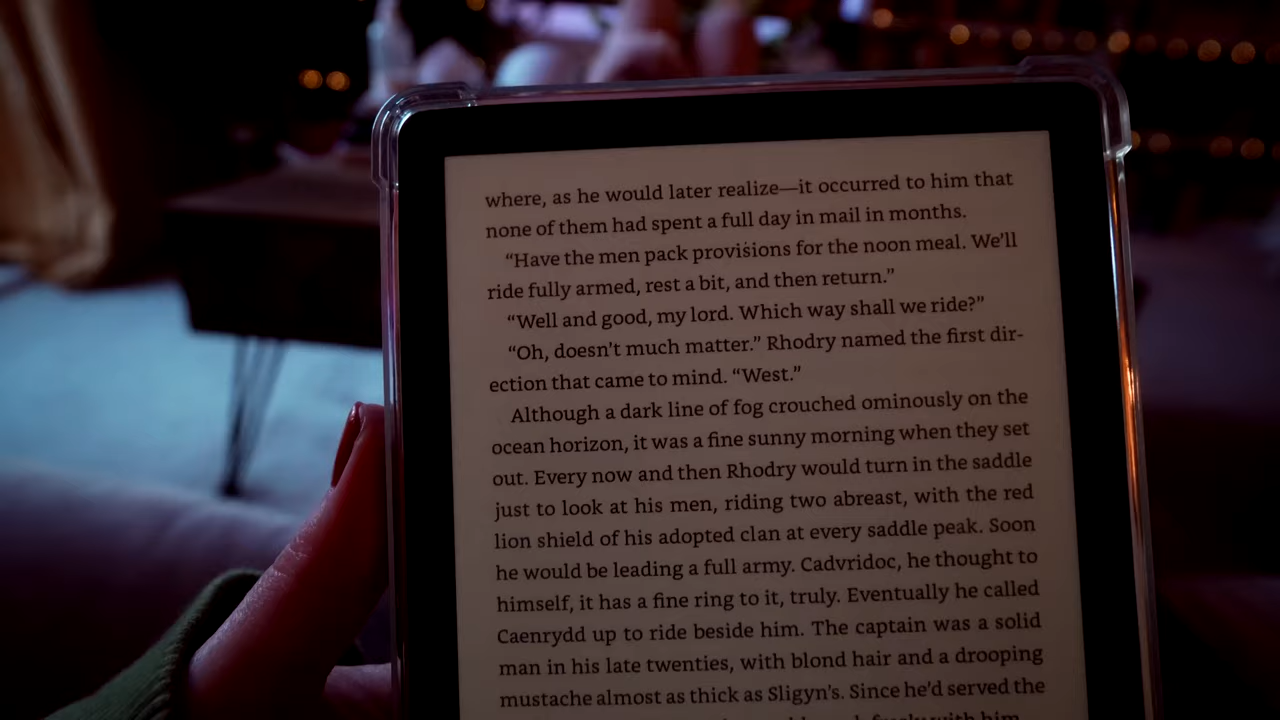 where, as he would later realize—it occurred to him that
none of them had spent a full day in mail in months.
“Have the men pack provisions for the noon meal. We’ll
ride fully armed, rest a bit, and then return.”
“Well and good, my lord. Which way shall we ride?”
“Oh, doesn’t much matter.” Rhodry named the first dir-
ection that came to mind. “West.”
Although a dark line of fog crouched ominously on the
ocean horizon, it was a fine sunny morning when they set
out. Every now and then Rhodry would turn in the saddle
just to look at his men, riding two abreast, with the red
lion shield of his adopted clan at every saddle peak. Soon
he would be leading a full army. Cadvridoc, he thought to
himself, it has a fine ring to it, truly. Eventually he called
Caenrydd up to ride beside him. The captain was a solid
man in his late twenties, with blond hair and a drooping
mustache almost as thick as Sligyn’s. Since he’d served the
with him